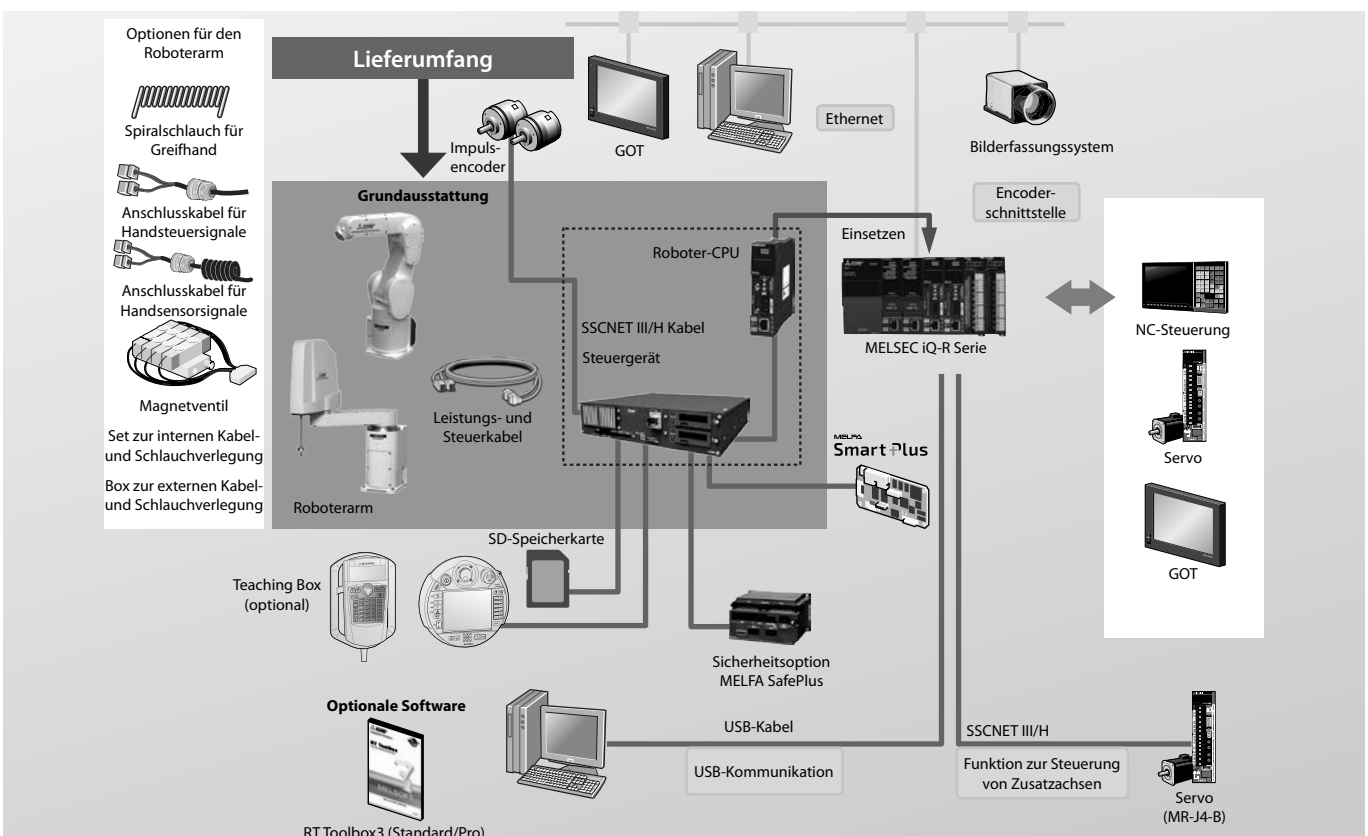 Optionen für den
Roboterarm
Spiralschlauch für
Greifhand
Anschlusskabel für
Handsteuersignale
Anschlusskabel für
Handsensorsignale
Magnetventil
Set zur internen Kabel-
und Schlauchverlegung
Box zur externen Kabel-
und Schlauchverlegung
Lieferumfang
Impuls-
encoder
GOT
Ethernet
Bilderfassungssystem
Encoder-
schnittstelle
Grundausstattung
Roboter-CPU
Einsetzen
SSCNET III/H Kabel
Steuergerät
MELSEC iQ-R Serie
Leistungs- und
Steuerkabel
Roboterarm
MELFA
Smart Plus
NC-Steuerung
Servo
GOT
SD-Speicherkarte
Teaching Box
(optional)
Sicherheitsoption
MELFA SafePlus
Optionale Software
RT ToolBox
RT Toolbox3 (Standard/Pro)
USB-Kabel
USB-Kommunikation
SSCNET III/H
Funktion zur Steuerung
von Zusatzachsen
Servo
(MR-J4-B)